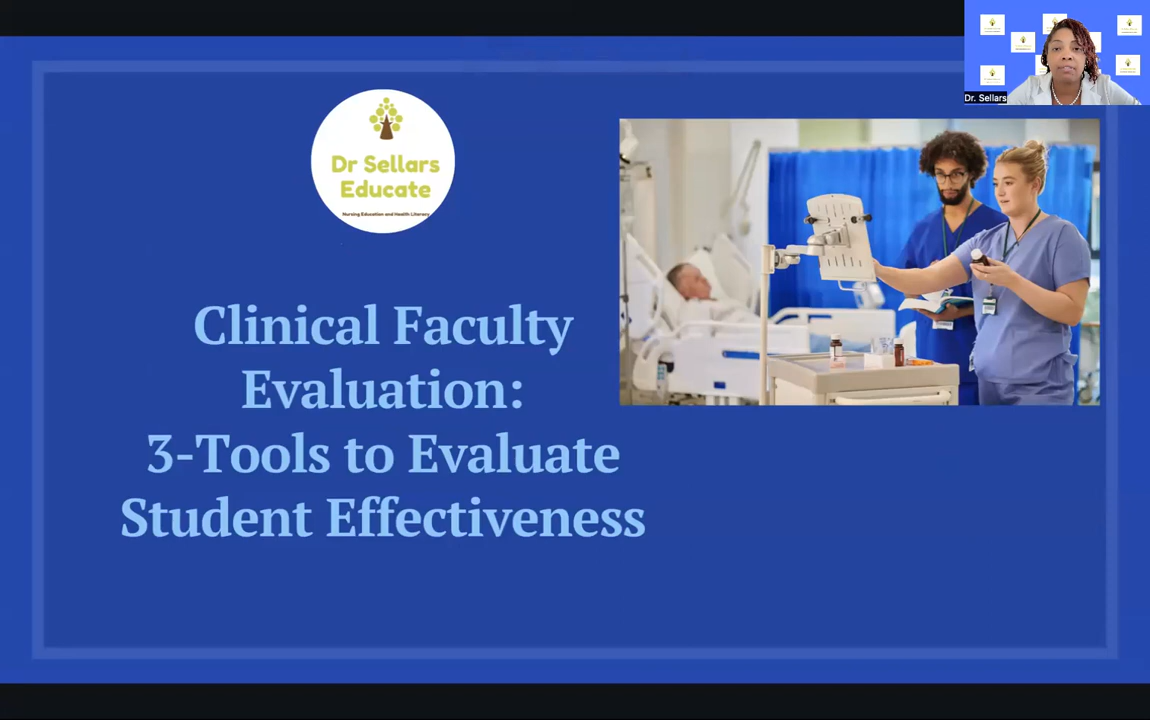 Dr. Sellars
Dr Sellars
Educate
Nursing Education and Health Literacy
Clinical Faculty
Evaluation:
3-Tools to Evaluate
Student Effectiveness